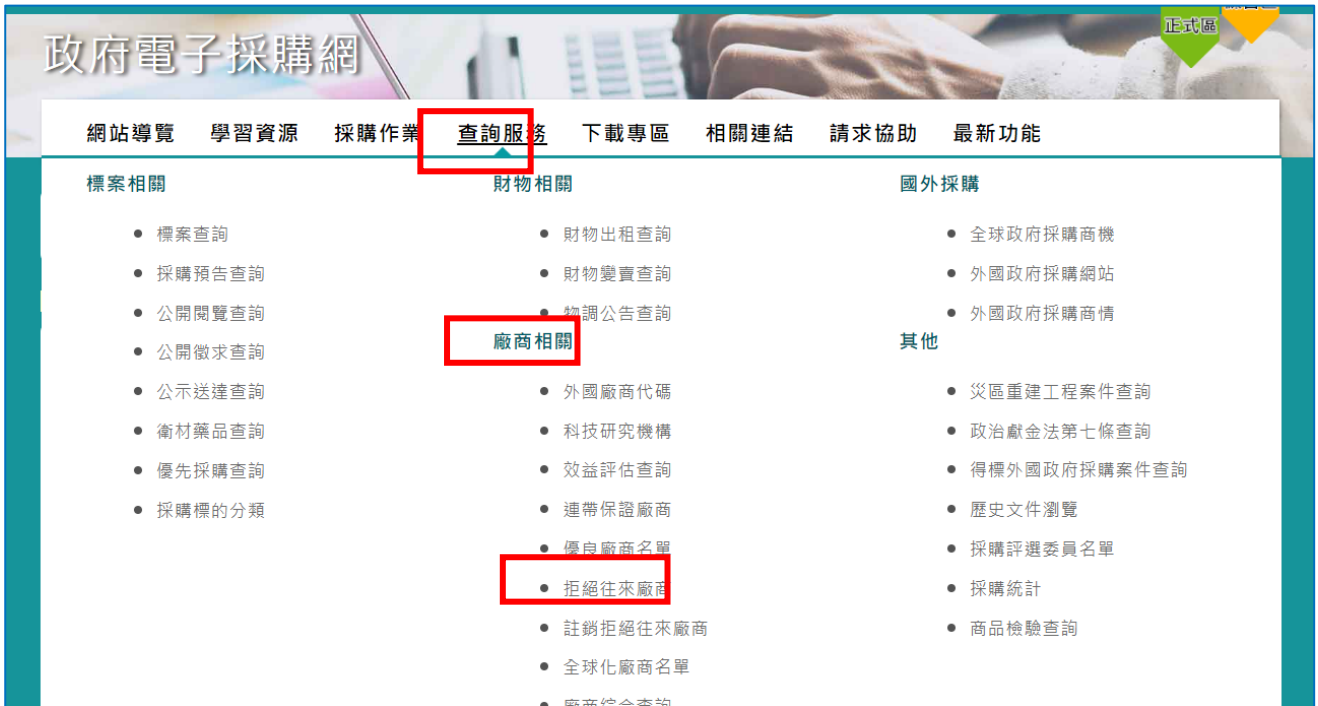 正式區
政府電子採購網
網站導覽 學習資源 採購作業 查詢服務 下載專區 相關連結 請求協助 最新功能
標案相關
標案查詢
採購預告查詢
公開閱覽查詢
公開徵求查詢
公示送達查詢
衛材藥品查詢
優先採購查詢
採購標的分類
財物相關
財物出租查詢
財物變賣查詢
物調公告查詢
廠商相關
外國廠商代碼
科技研究機構
效益評估查詢
連帶保證廠商
優良廠商名單
拒絕往來廠商
註銷拒絕往來廠商
全球化廠商名單
廠商綜合查詢
國外採購
全球政府採購商機
外國政府採購網站
外國政府採購商情
其他
災區重建工程案件查詢
政治獻金法第七條查詢
得標外國政府採購案件查詢
歷史文件瀏覽
採購評選委員名單
採購統計
商品檢驗查詢